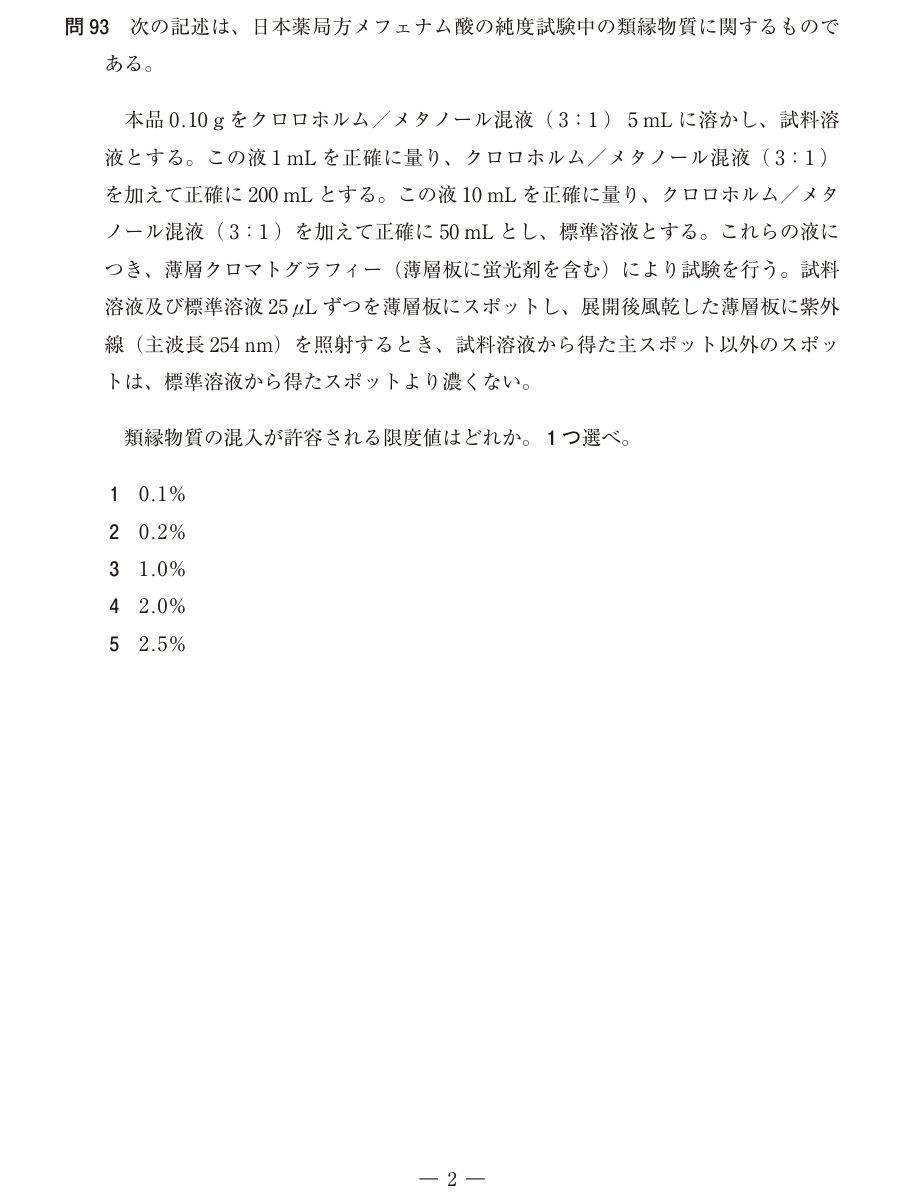 問93 次の記述は、日本薬局方メフェナム酸の純度試験中の類縁物質に関するもので
ある。
本品 0.10 g をクロロホルム／メタノール混液（3：1）5 mL に溶かし、試料溶
液とする。この液 1 mL を正確に量り、クロロホルム／メタノール混液（3：1）
を加えて正確に 200 mL とする。この液 10 mL を正確に量り、クロロホルム／メタ
ノール混液（3：1）を加えて正確に 50 mL とし、標準溶液とする。これらの液に
つき、薄層クロマトグラフィー（薄層板に蛍光剤を含む）により試験を行う。試料
溶液及び標準溶液 25 μL ずつを薄層板にスポットし、展開後風乾した薄層板に紫外
線（主波長 254 nm）を照射するとき、試料溶液から得た主スポット以外のスポッ
トは、標準溶液から得たスポットより濃くない。
類縁物質の混入が許容される限度値はどれか。1つ選べ。
1 0.1%
2 0.2%
3 1.0%
4 2.0%
5 2.5%
— 2 —